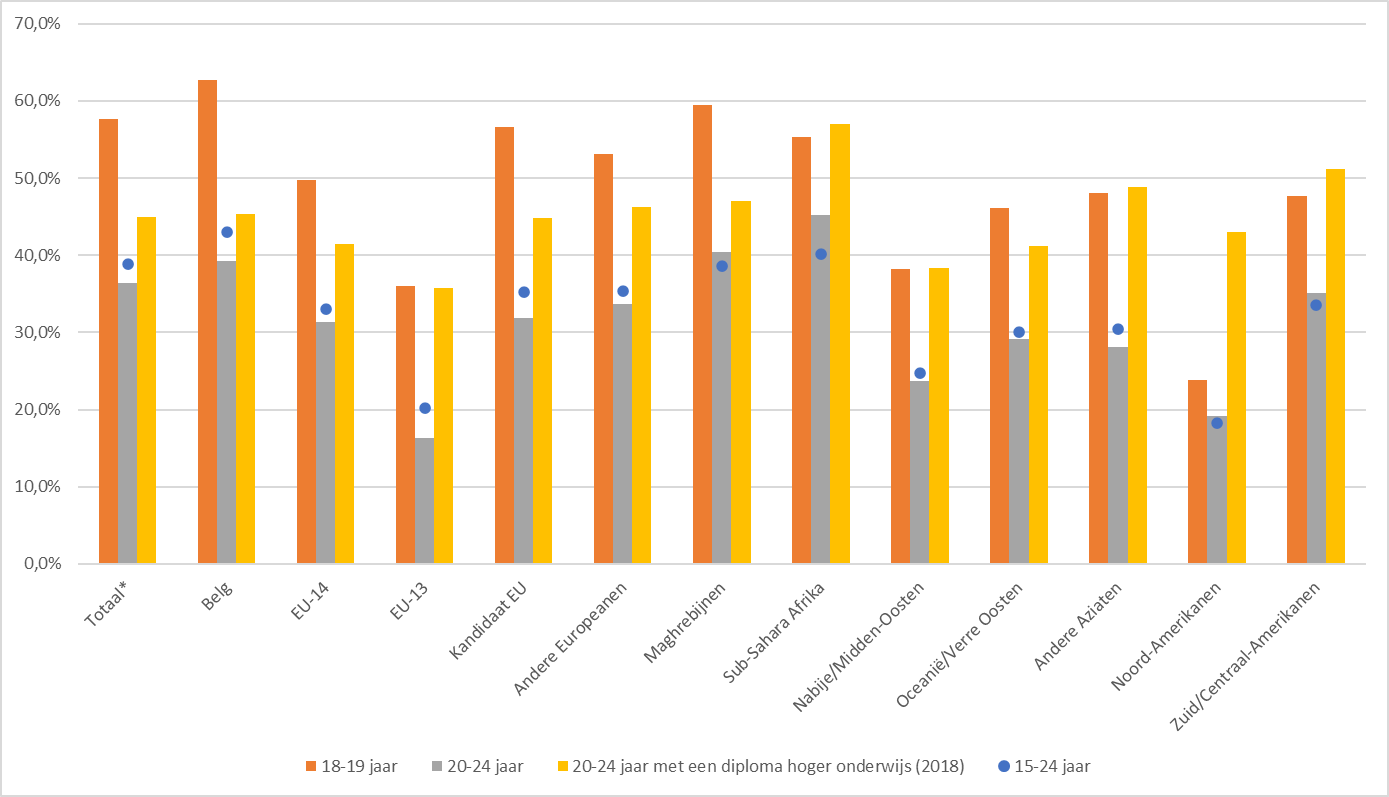 70,0%
60,0%
50,0%
40,0%
30,0%
20,0%
10,0%
0,0%
Totaal*
Belg
EU-14
EU-13
Kandidaat EU
Andere Europeanen
Maghrebijnen
Sub-Sahara Afrika
Nabije/Midden-Oosten
Oceanië/Verre Oosten
Andere Aziaten
Noord-Amerikanen
Zuid/Centraal-Amerikanen
18-19 jaar 20-24 jaar 20-24 jaar met een diploma hoger onderwijs (2018) 15-24 jaar